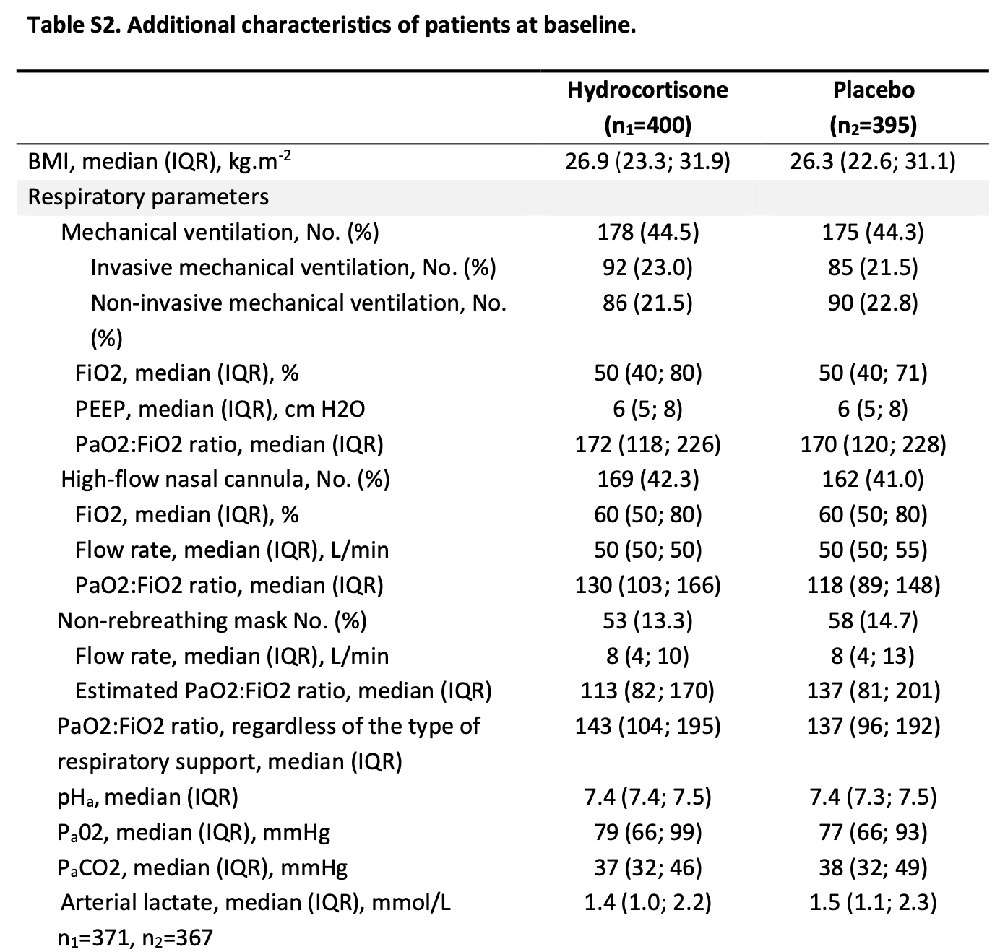 Table S2. Additional characteristics of patients at baseline.
Hydrocortisone Placebo
(n₁=400) (n₂=395)
BMI, median (IQR), kg.m⁻² 26.9 (23.3; 31.9) 26.3 (22.6; 31.1)
Respiratory parameters
Mechanical ventilation, No. (%) 178 (44.5) 175 (44.3)
Invasive mechanical ventilation, No. (%) 92 (23.0) 85 (21.5)
Non-invasive mechanical ventilation, No. 86 (21.5) 90 (22.8)
(%)
FiO2, median (IQR), % 50 (40; 80) 50 (40; 71)
PEEP, median (IQR), cm H2O 6 (5; 8) 6 (5; 8)
PaO2:FiO2 ratio, median (IQR) 172 (118; 226) 170 (120; 228)
High-flow nasal cannula, No. (%) 169 (42.3) 162 (41.0)
FiO2, median (IQR), % 60 (50; 80) 60 (50; 80)
Flow rate, median (IQR), L/min 50 (50; 50) 50 (50; 55)
PaO2:FiO2 ratio, median (IQR) 130 (103; 166) 118 (89; 148)
Non-rebreathing mask No. (%) 53 (13.3) 58 (14.7)
Flow rate, median (IQR), L/min 8 (4; 10) 8 (4; 13)
Estimated PaO2:FiO2 ratio, median (IQR) 113 (82; 170) 137 (81; 201)
PaO2:FiO2 ratio, regardless of the type of 143 (104; 195) 137 (96; 192)
respiratory support, median (IQR)
pHₐ, median (IQR) 7.4 (7.4; 7.5) 7.4 (7.3; 7.5)
Pₐ02, median (IQR), mmHg 79 (66; 99) 77 (66; 93)
PₐCO2, median (IQR), mmHg 37 (32; 46) 38 (32; 49)
Arterial lactate, median (IQR), mmol/L 1.4 (1.0; 2.2) 1.5 (1.1; 2.3)
n₁=371, n₂=367